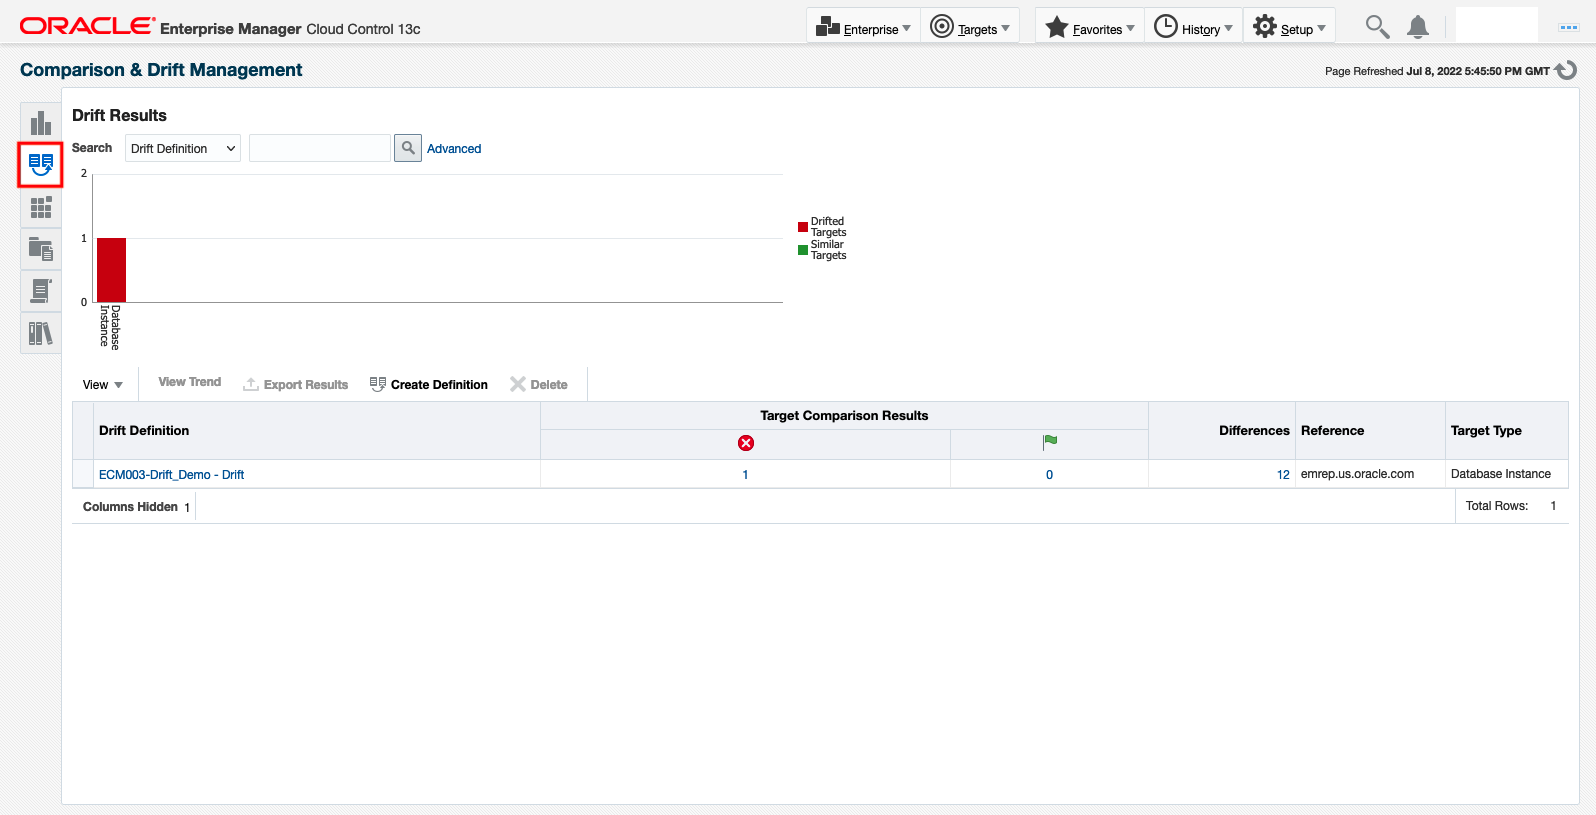 ORACLE Enterprise Manager Cloud Control 13c
Enterprise Targets Favorites History Setup
Comparison & Drift Management
Page Refreshed Jul 8, 2022 5:45:50 PM GMT
Drift Results
Search Drift Definition Advanced
2
1
0
Drifted
Targets
Similar
Targets
Database
Instance
View View Trend Export Results Create Definition Delete
Drift Definition Target Comparison Results Differences Reference Target Type
ECM003-Drift_Demo - Drift 1 0 12 emrep.us.oracle.com Database Instance
Columns Hidden 1 Total Rows: 1